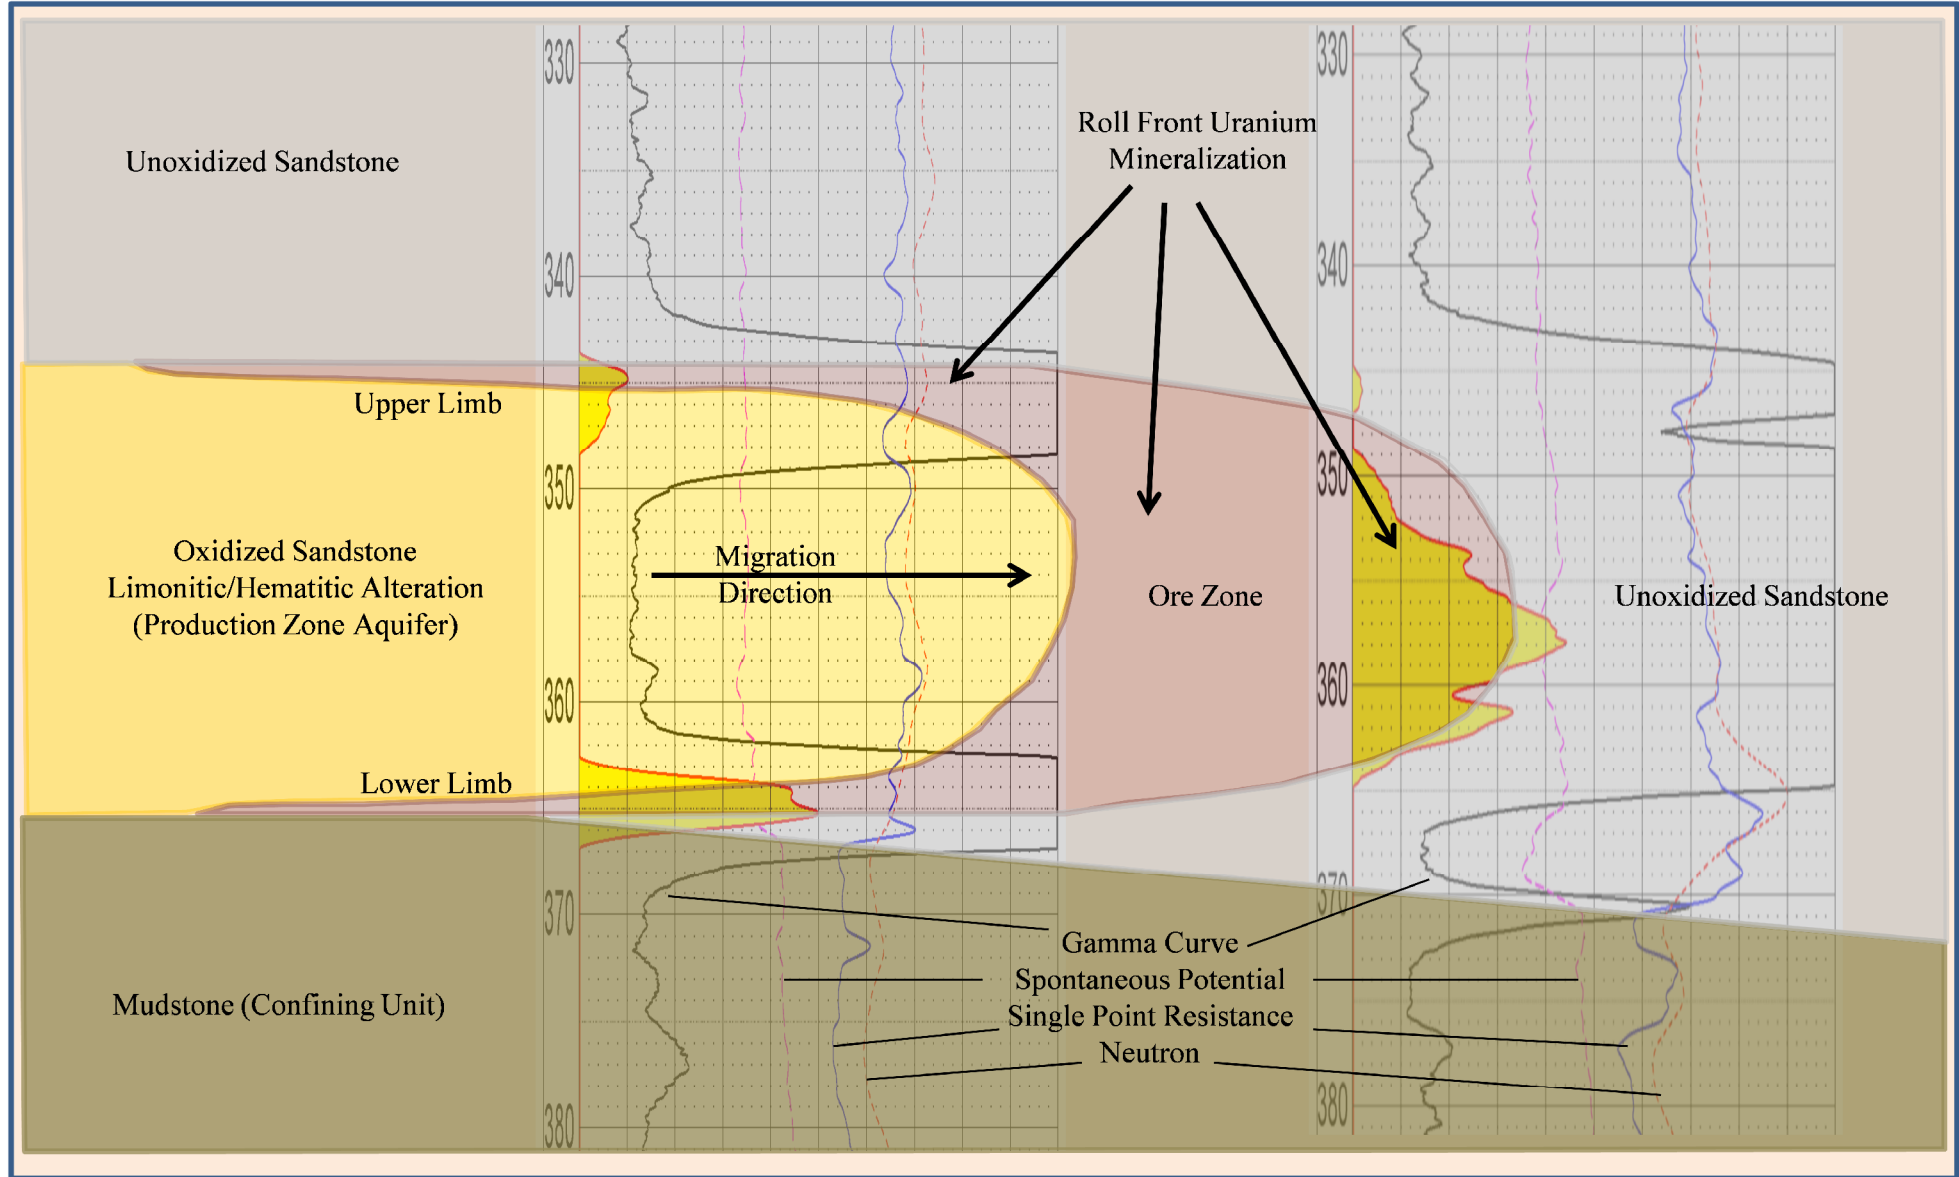 330
330
Roll Front Uranium
Mineralization
Unoxidized Sandstone
340
340
Upper Limb
350
350
Oxidized Sandstone
Limonitic/Hematitic Alteration
(Production Zone Aquifer)
Migration
Direction
Ore Zone
Unoxidized Sandstone
360
360
Lower Limb
370
370
Gamma Curve
Spontaneous Potential
Single Point Resistance
Neutron
Mudstone (Confining Unit)
380
380